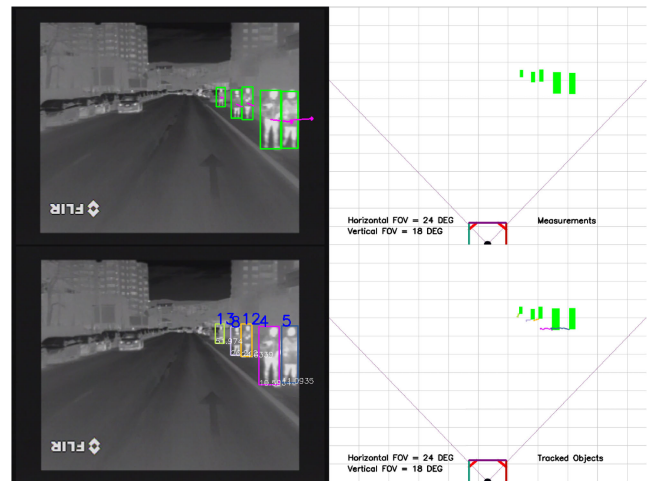 FLIR
Horizontal FOV = 24 DEG
Vertical FOV = 18 DEG
Measurements
13 8 12 4 5
FLIR
Horizontal FOV = 24 DEG
Vertical FOV = 18 DEG
Tracked Objects